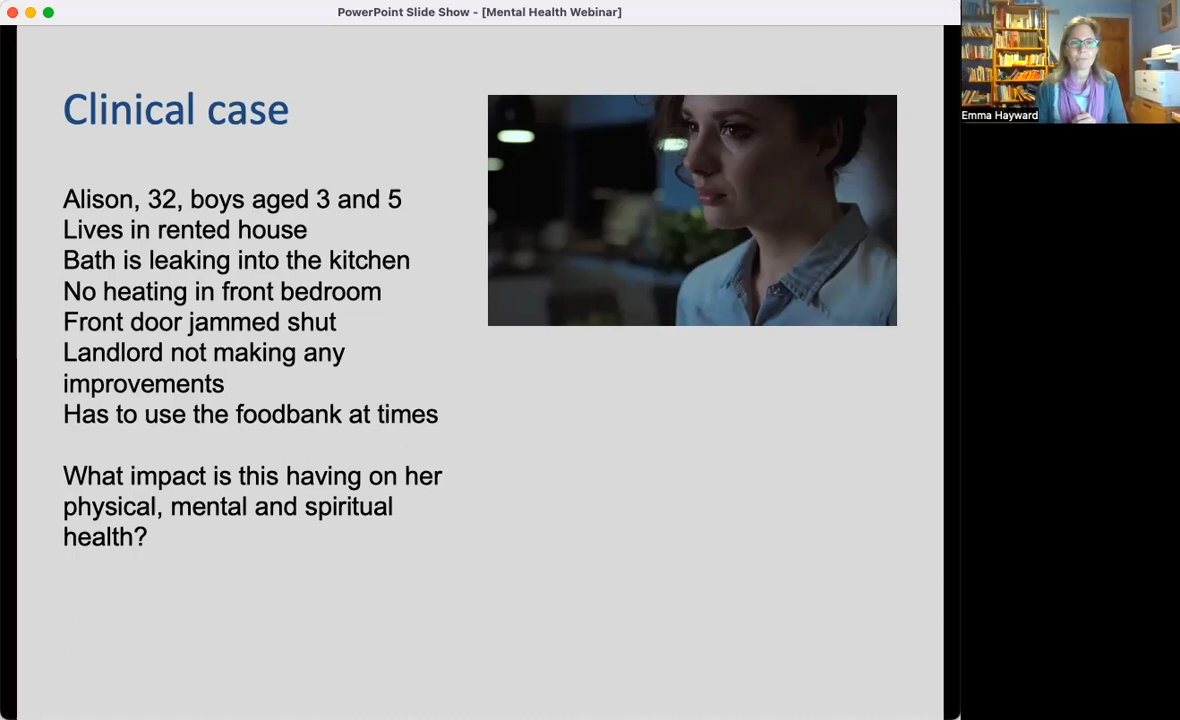 PowerPoint Slide Show - [Mental Health Webinar]
Clinical case
Alison, 32, boys aged 3 and 5
Lives in rented house
Bath is leaking into the kitchen
No heating in front bedroom
Front door jammed shut
Landlord not making any
improvements
Has to use the foodbank at times
What impact is this having on her
physical, mental and spiritual
health?
Emma Hayward